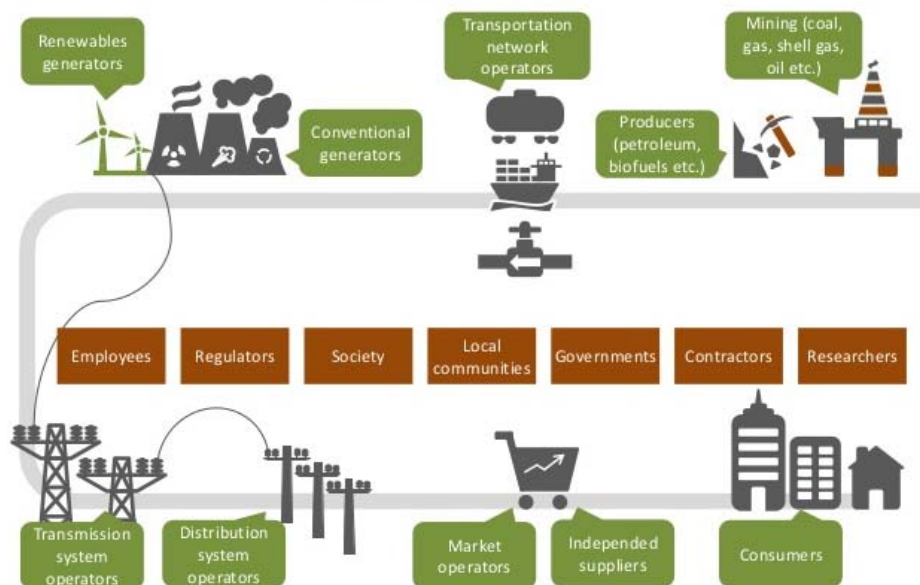 Renewables
generators
Transportation
network
operators
Mining (coal,
gas, shell gas,
oil etc.)
Conventional
generators
Producers
(petroleum,
biofuels etc.)
Employees
Regulators
Society
Local
communities
Governments
Contractors
Researchers
Transmission
system
operators
Distribution
system
operators
Market
operators
Independed
suppliers
Consumers